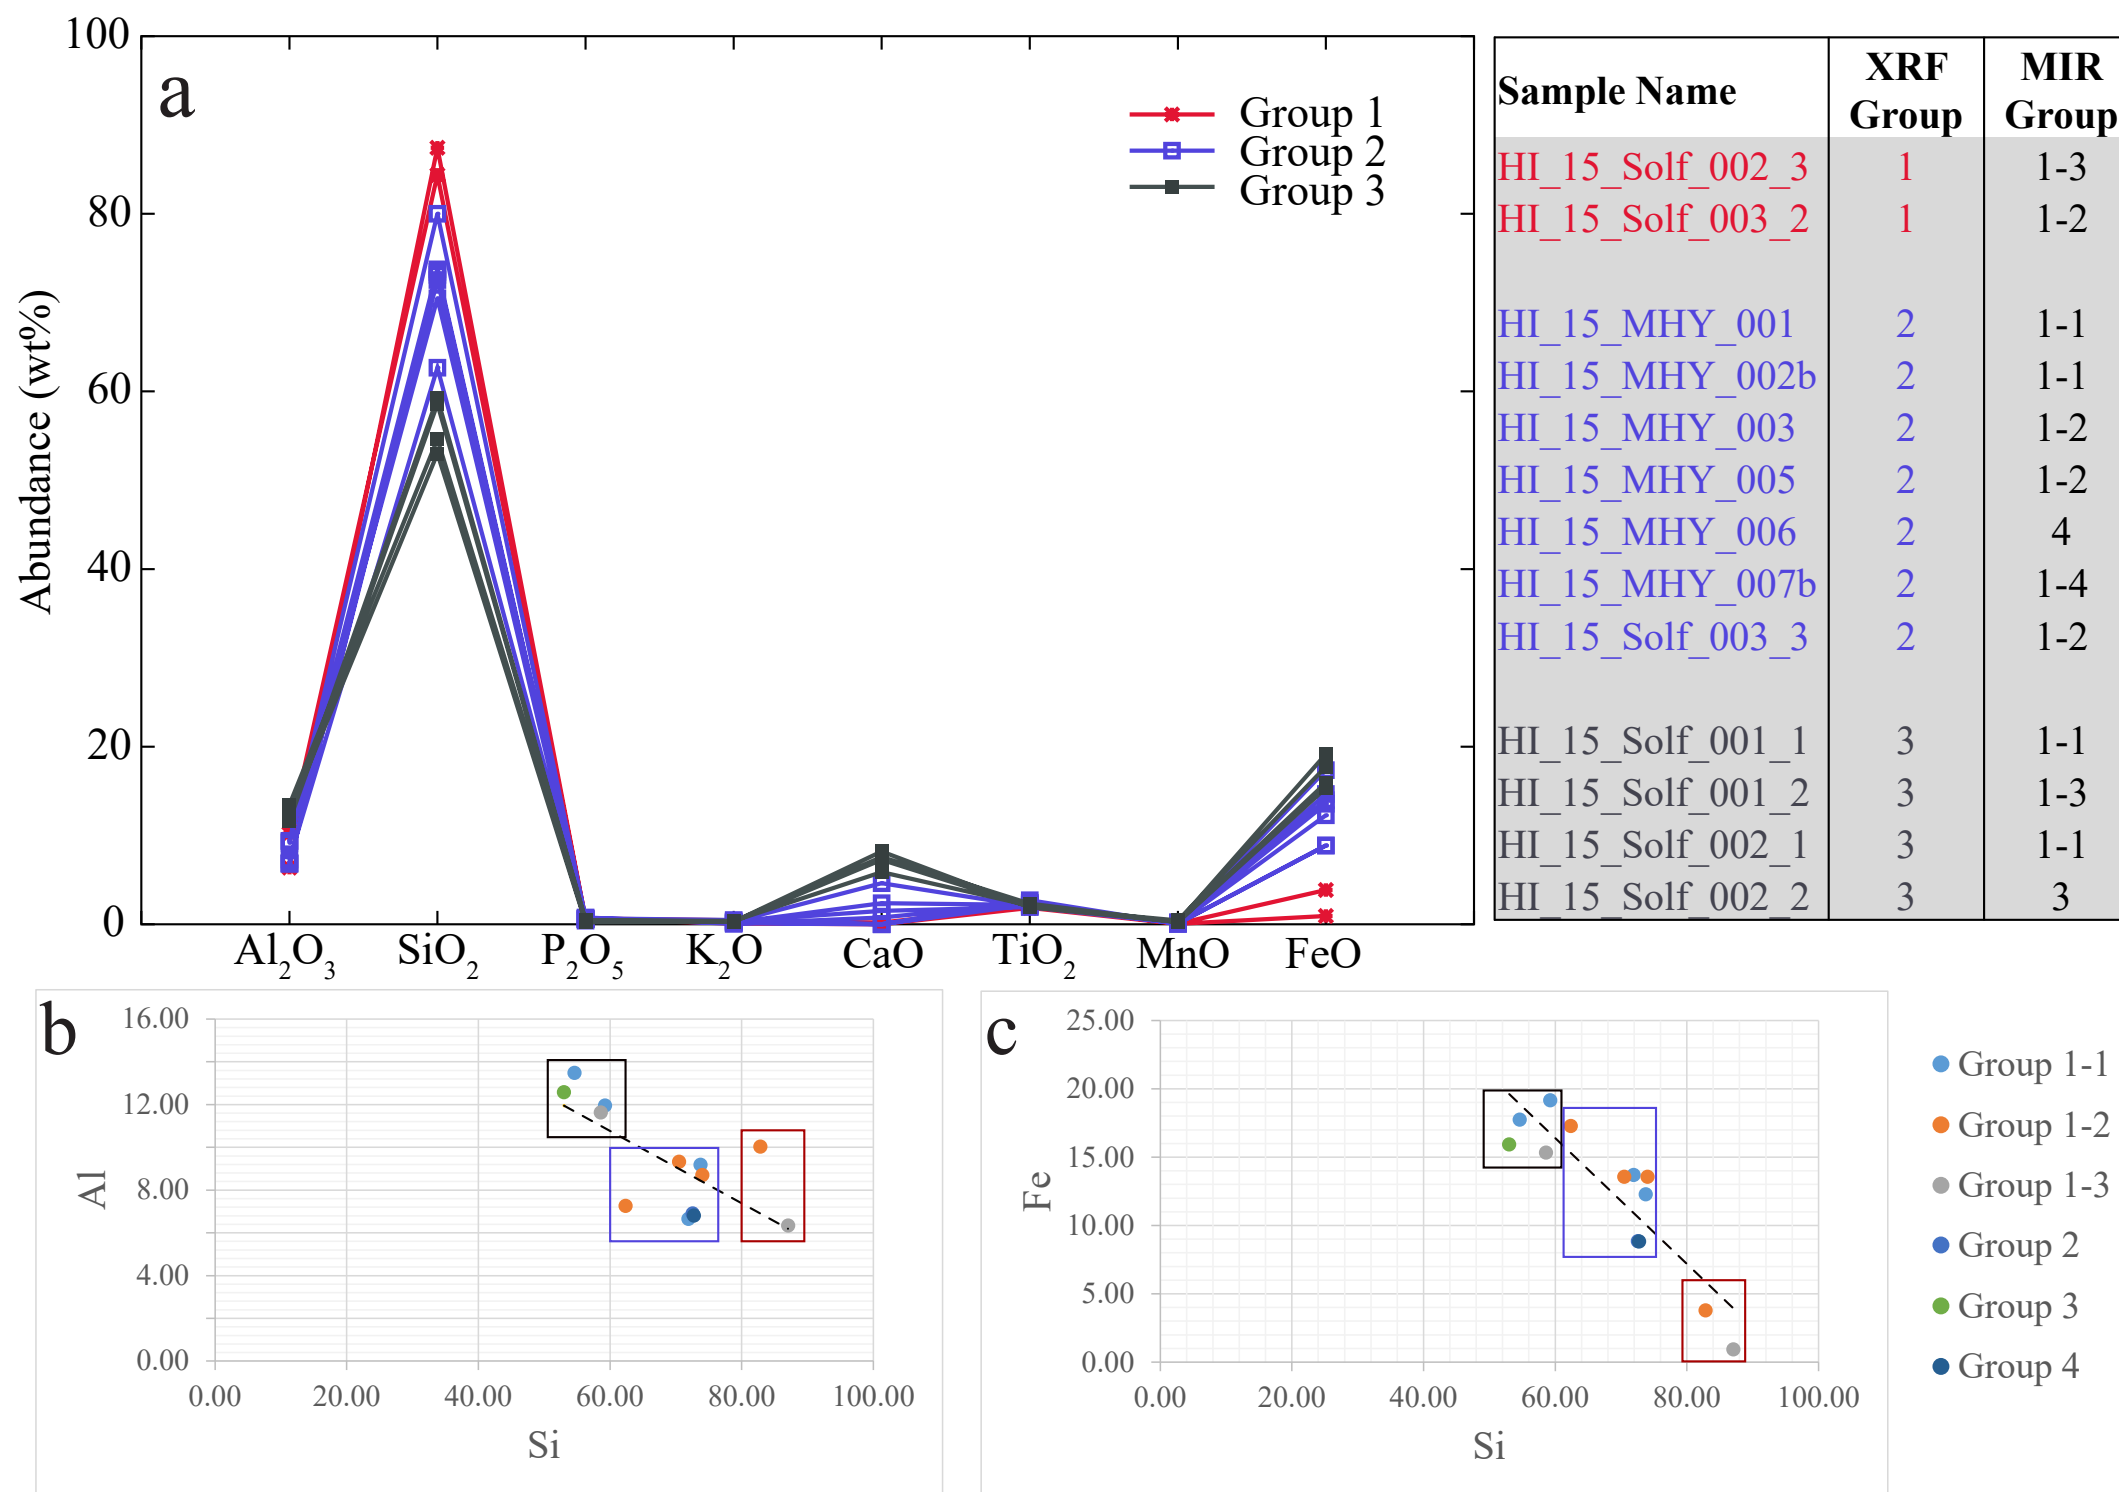 a
100
80
60
40
20
0
Abundance (wt%)
Group 1
Group 2
Group 3
Al₂O₃ SiO₂ P₂O₅ K₂O CaO TiO₂ MnO FeO
Sample Name XRF Group MIR Group
HI_15_Solf_002_3 1 1-3
HI_15_Solf_003_2 1 1-2
HI_15_MHY_001 2 1-1
HI_15_MHY_002b 2 1-1
HI_15_MHY_003 2 1-2
HI_15_MHY_005 2 1-2
HI_15_MHY_006 2 4
HI_15_MHY_007b 2 1-4
HI_15_Solf_003_3 2 1-2
HI_15_Solf_001_1 3 1-1
HI_15_Solf_001_2 3 1-3
HI_15_Solf_002_1 3 1-1
HI_15_Solf_002_2 3 3
b
Al
16.00
12.00
8.00
4.00
0.00
0.00 20.00 40.00 60.00 80.00 100.00
Si
c
Fe
25.00
20.00
15.00
10.00
5.00
0.00
0.00 20.00 40.00 60.00 80.00 100.00
Si
Group 1-1
Group 1-2
Group 1-3
Group 2
Group 3
Group 4